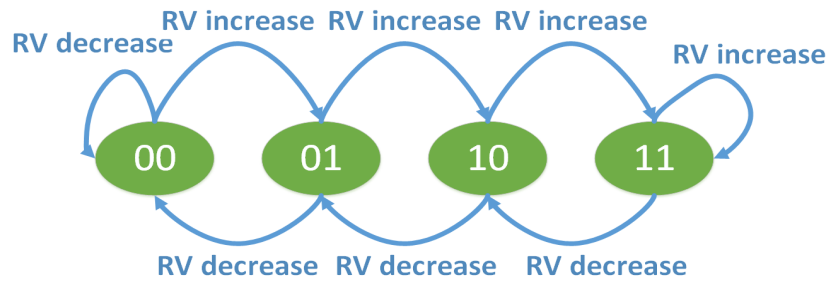 RV increase RV increase RV increase
RV decrease
RV increase
00 01 10 11
RV decrease RV decrease RV decrease